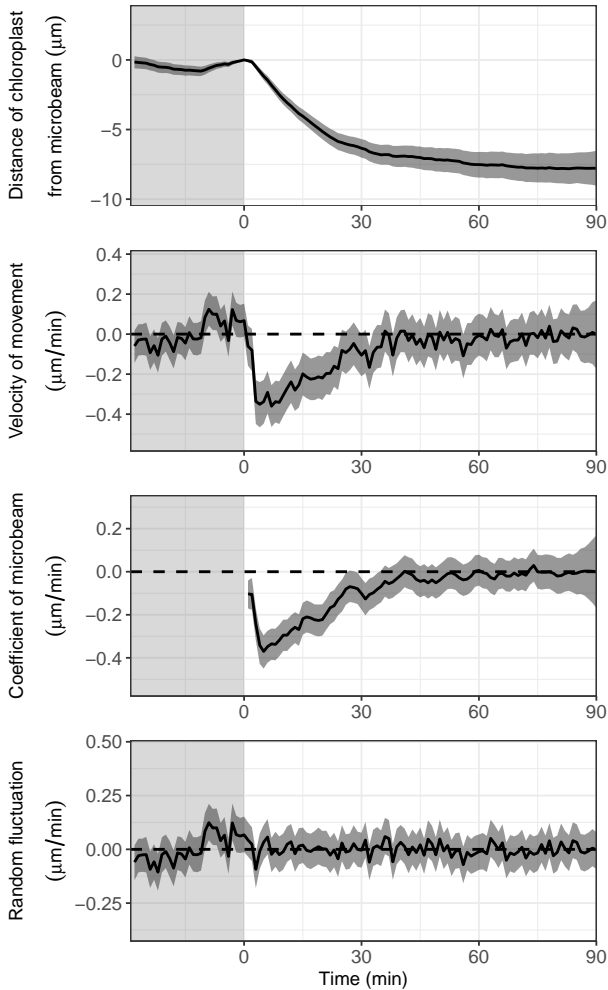 Distance of chloroplast
from microbeam (μm)
0
−5
−10
0 30 60 90
Velocity of movement
(μm/min)
0.4
0.2
0.0
−0.2
−0.4
0 30 60 90
Coefficient of microbeam
(μm/min)
0.2
0.0
−0.2
−0.4
0 30 60 90
Random fluctuation
(μm/min)
0.50
0.25
0.00
−0.25
0 30 60 90
Time (min)